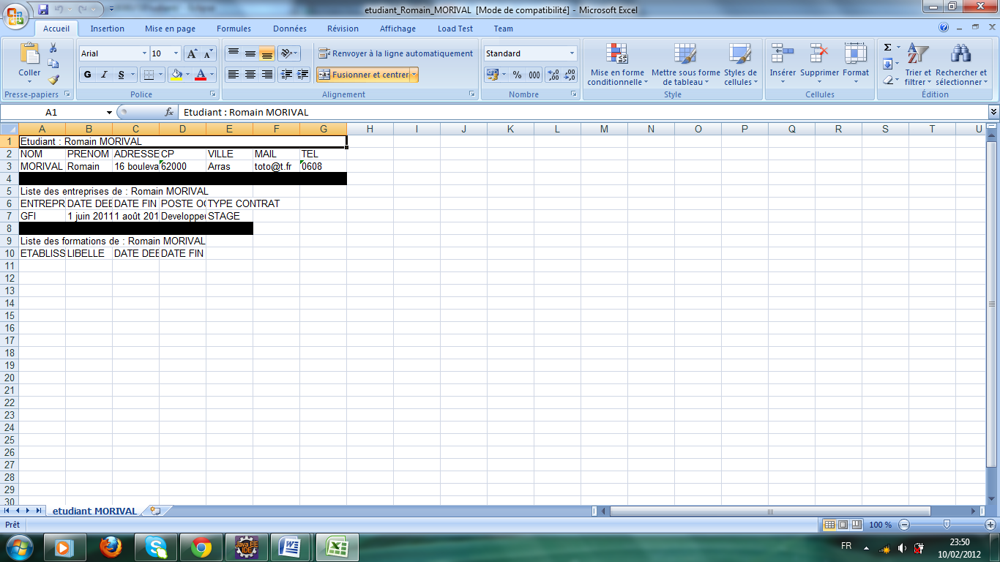 etudiant_Romain_MORIVAL [Mode de compatibilité] - Microsoft Excel
Accueil Insertion Mise en page Formules Données Révision Affichage Load Test Team
Coller
Presse-papiers
Arial 10
G I S
Police
Renvoyer à la ligne automatiquement
Fusionner et centrer
Alignement
Standard
% 000
Nombre
Mise en forme conditionnelle
Mettre sous forme de tableau
Styles de cellules
Style
Insérer Supprimer Format
Cellules
Trier et filtrer
Rechercher et sélectionner
Édition
A1 fx Etudiant : Romain MORIVAL
A B C D E F G H I J K L M N O P Q R S T U
1 Etudiant : Romain MORIVAL
2 NOM PRENOM ADRESSE CP VILLE MAIL TEL
3 MORIVAL Romain 16 bouleva 62000 Arras toto@t.fr 0608
4
5 Liste des entreprises de : Romain MORIVAL
6 ENTREPR DATE DEB DATE FIN POSTE OC TYPE CONTRAT
7 GFI 1 juin 2011 1 août 201 Developpe STAGE
8
9 Liste des formations de : Romain MORIVAL
10 ETABLISS LIBELLE DATE DEB DATE FIN
11
12
13
14
15
16
17
18
19
20
21
22
23
24
25
26
27
28
29
30
etudiant MORIVAL
Prêt 100 %
Java EE IDE
FR 23:50
10/02/2012